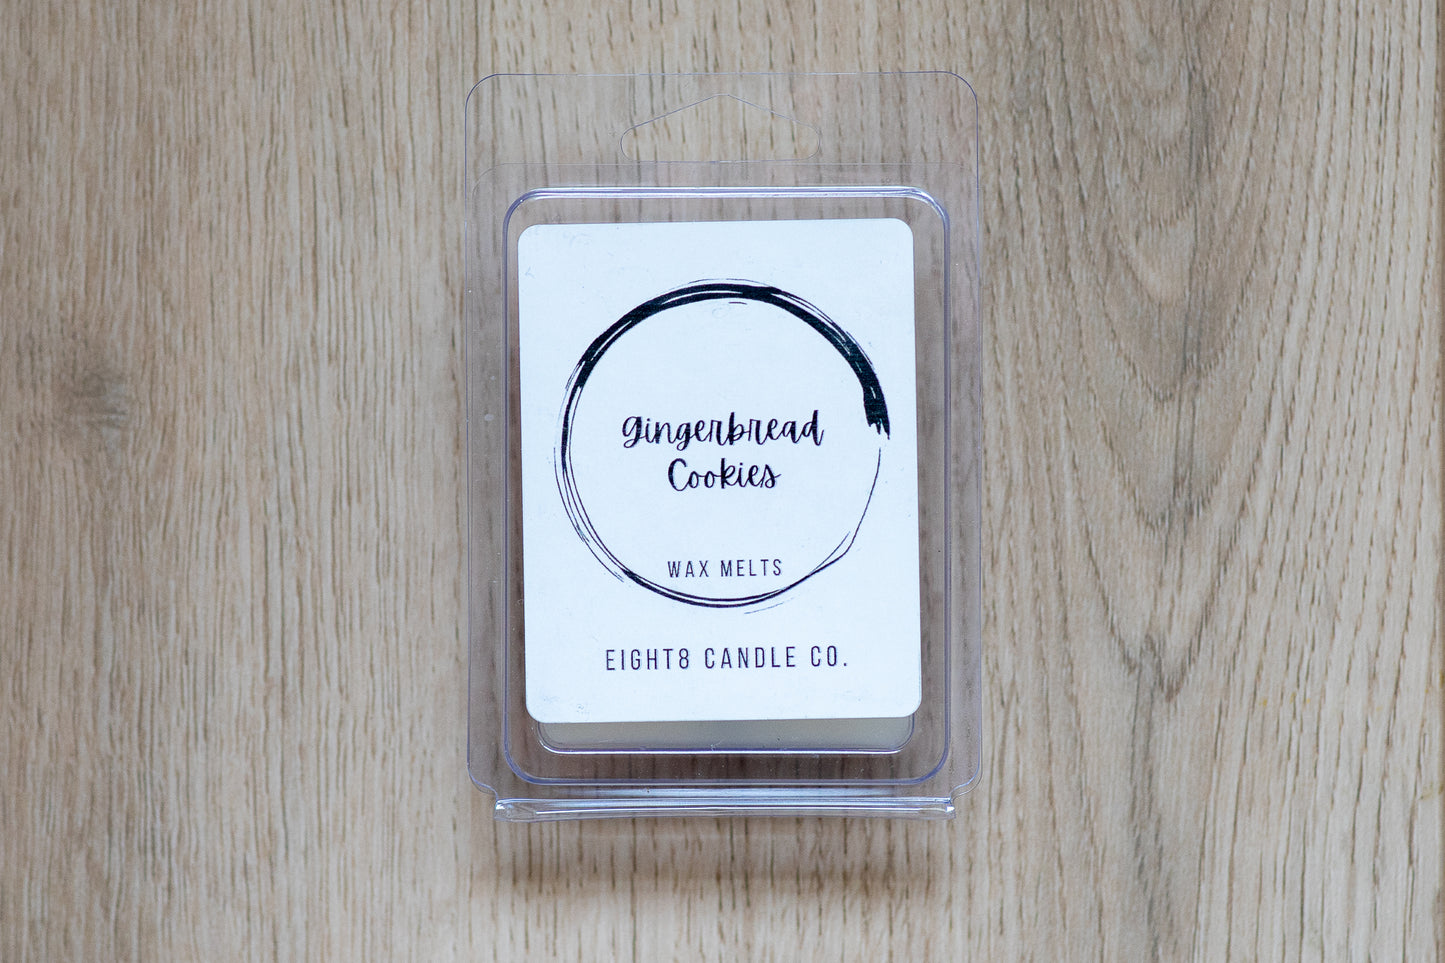 gingerbread
Cookies
WAX MELTS
EIGHT8 CANDLE CO.